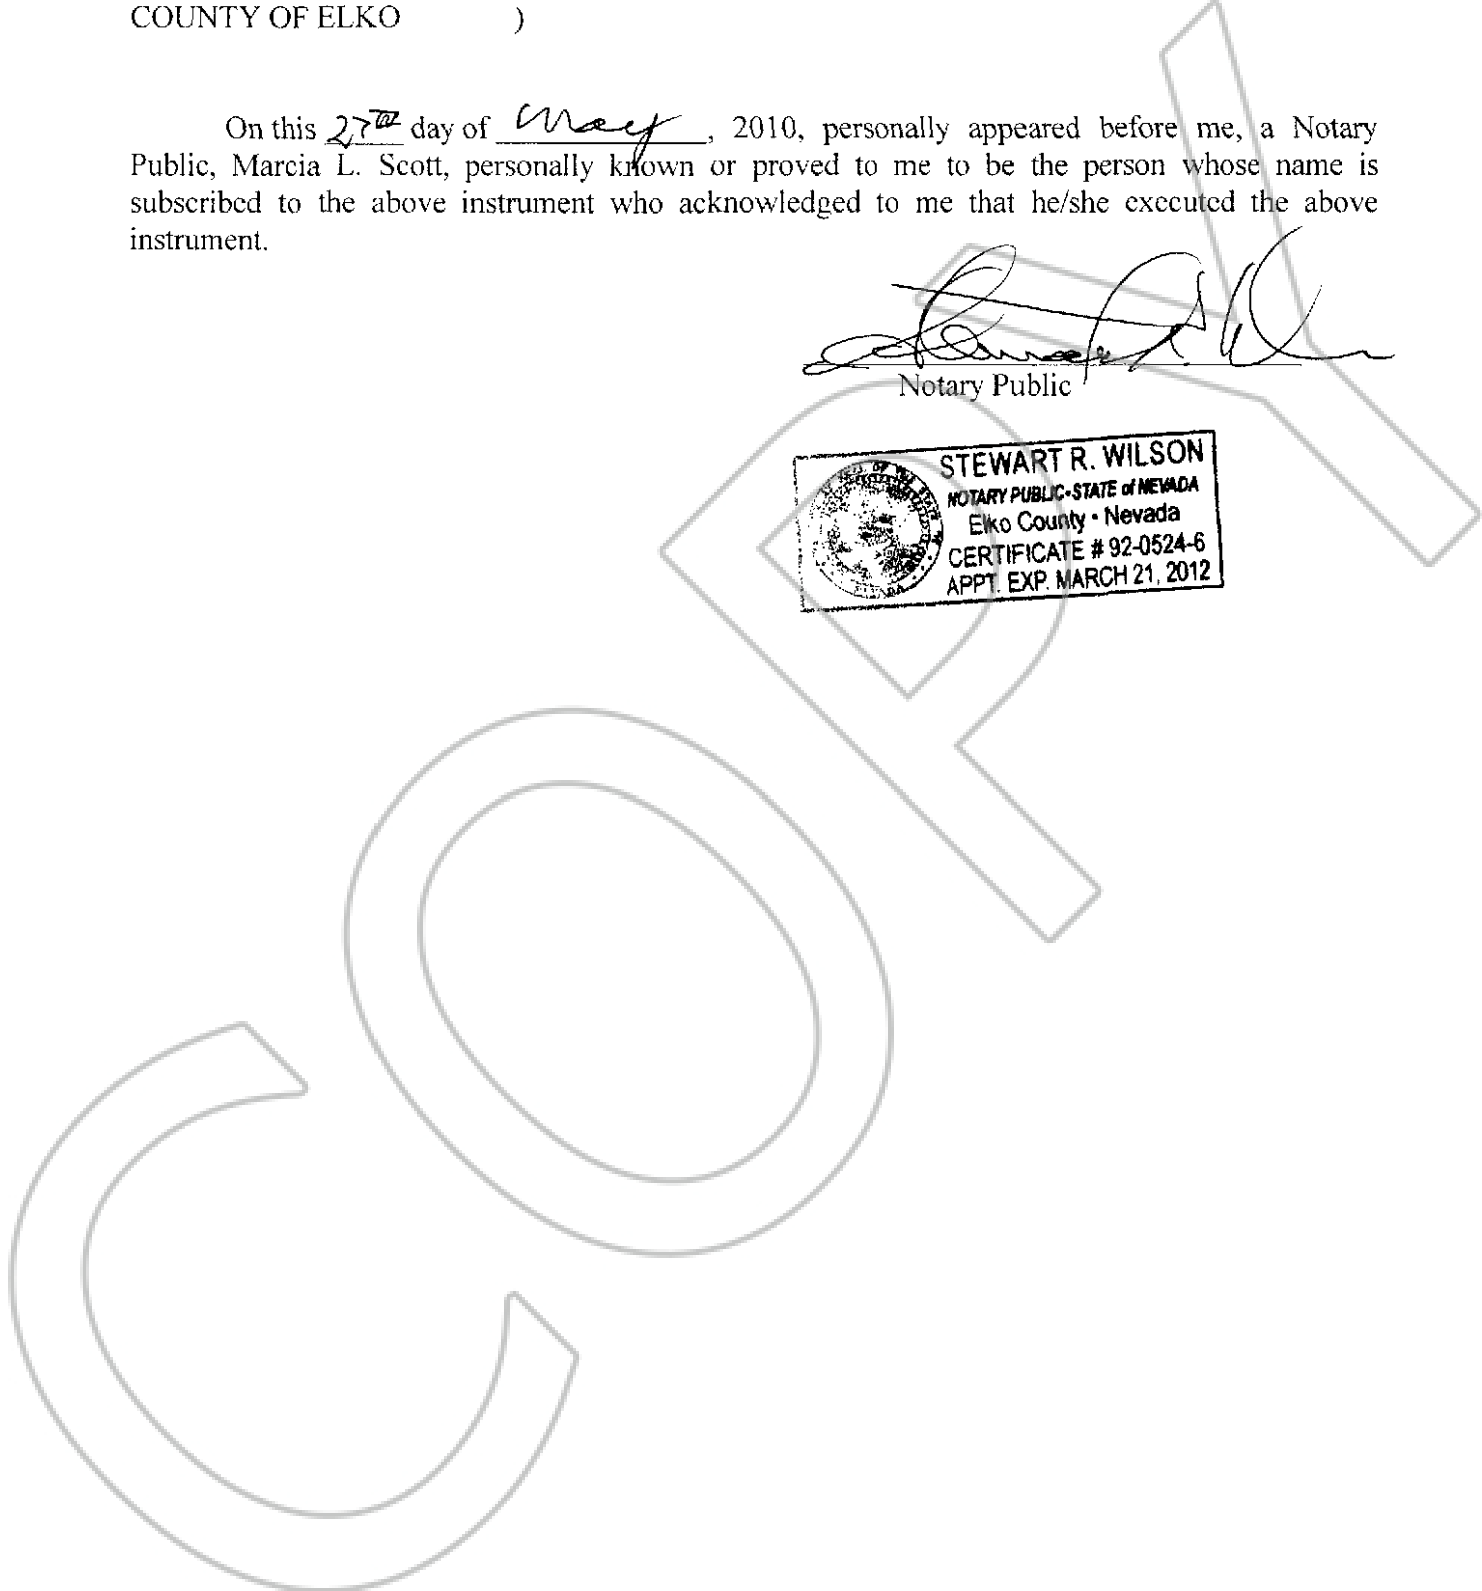 COUNTY OF ELKO )
On this 27th day of May, 2010, personally appeared before me, a Notary
Public, Marcia L. Scott, personally known or proved to me to be the person whose name is
subscribed to the above instrument who acknowledged to me that he/she executed the above
instrument.
Notary Public
STEWART R. WILSON
NOTARY PUBLIC•STATE of NEVADA
Elko County • Nevada
CERTIFICATE # 92-0524-6
APPT. EXP. MARCH 21, 2012
COPY